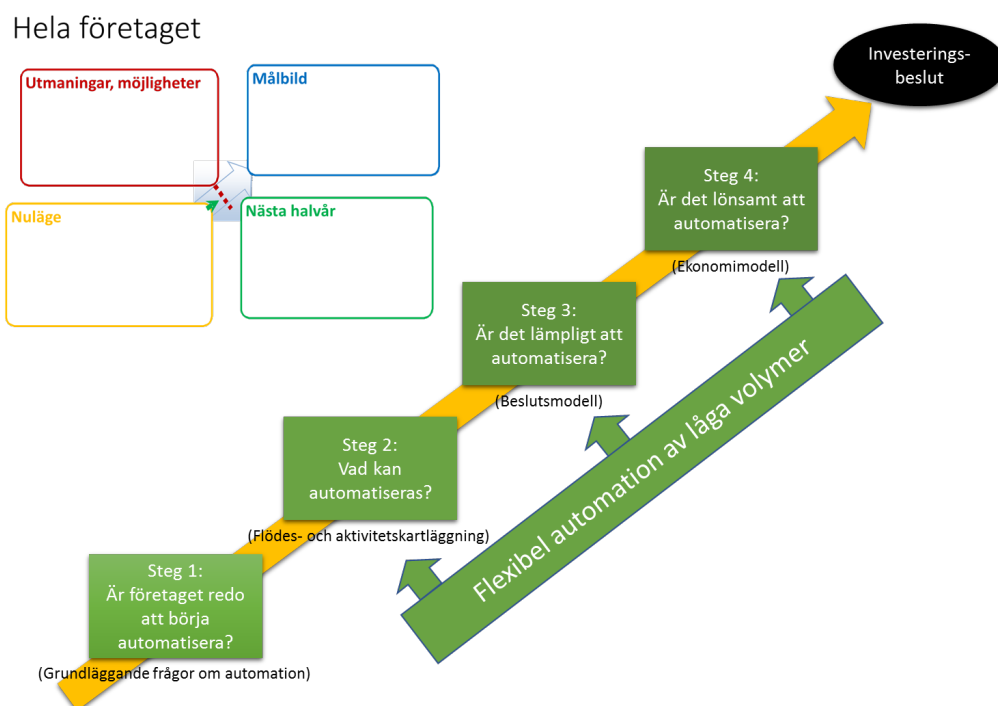 Hela företaget
Utmaningar, möjligheter
Målbild
Nuläge
Nästa halvår
Investerings-
beslut
Steg 4:
Är det lönsamt att
automatisera?
(Ekonomimodell)
Steg 3:
Är det lämpligt att
automatisera?
(Beslutsmodell)
Steg 2:
Vad kan
automatiseras?
(Flödes- och aktivitetskartläggning)
Steg 1:
Är företaget redo
att börja
automatisera?
(Grundläggande frågor om automation)
Flexibel automation av låga volymer